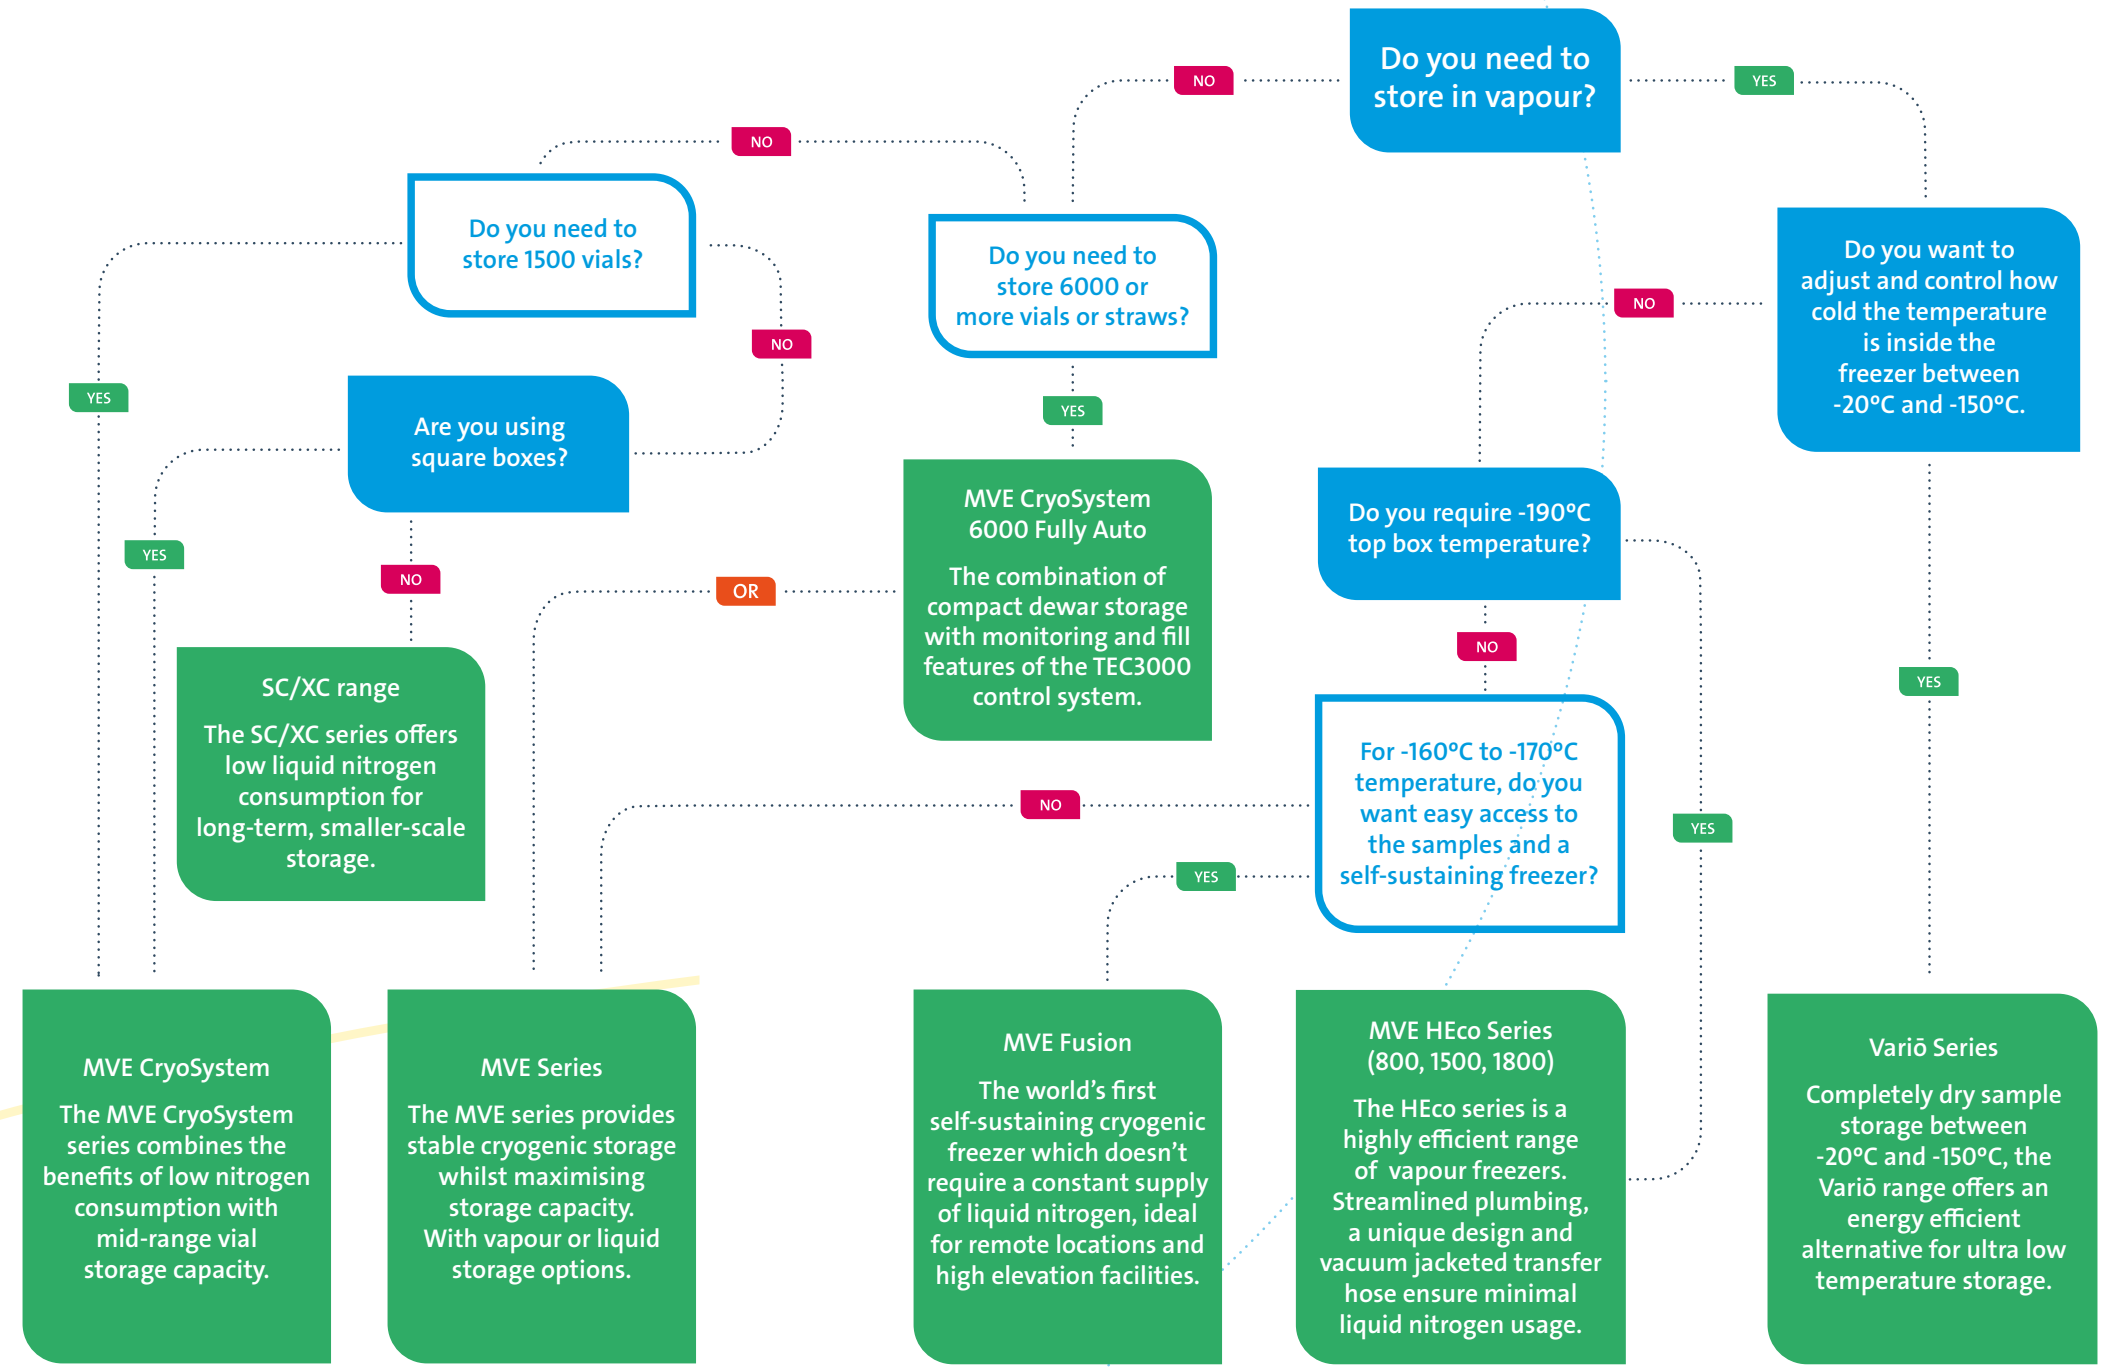 Do you need to
store in vapour?
NO
YES
NO
Do you need to
store 1500 vials?
Do you need to
store 6000 or
more vials or straws?
Do you want to
adjust and control how
cold the temperature
is inside the
freezer between
-20°C and -150°C.
NO
NO
YES
YES
Are you using
square boxes?
MVE CryoSystem
6000 Fully Auto
The combination of
compact dewar storage
with monitoring and fill
features of the TEC3000
control system.
Do you require -190°C
top box temperature?
YES
NO
OR
NO
YES
SC/XC range
The SC/XC series offers
low liquid nitrogen
consumption for
long-term, smaller-scale
storage.
For -160°C to -170°C
temperature, do you
want easy access to
the samples and a
self-sustaining freezer?
NO
YES
YES
MVE CryoSystem
The MVE CryoSystem
series combines the
benefits of low nitrogen
consumption with
mid-range vial
storage capacity.
MVE Series
The MVE series provides
stable cryogenic storage
whilst maximising
storage capacity.
With vapour or liquid
storage options.
MVE Fusion
The world's first
self-sustaining cryogenic
freezer which doesn't
require a constant supply
of liquid nitrogen, ideal
for remote locations and
high elevation facilities.
MVE HEco Series
(800, 1500, 1800)
The HEco series is a
highly efficient range
of vapour freezers.
Streamlined plumbing,
a unique design and
vacuum jacketed transfer
hose ensure minimal
liquid nitrogen usage.
Variō Series
Completely dry sample
storage between
-20°C and -150°C, the
Variō range offers an
energy efficient
alternative for ultra low
temperature storage.